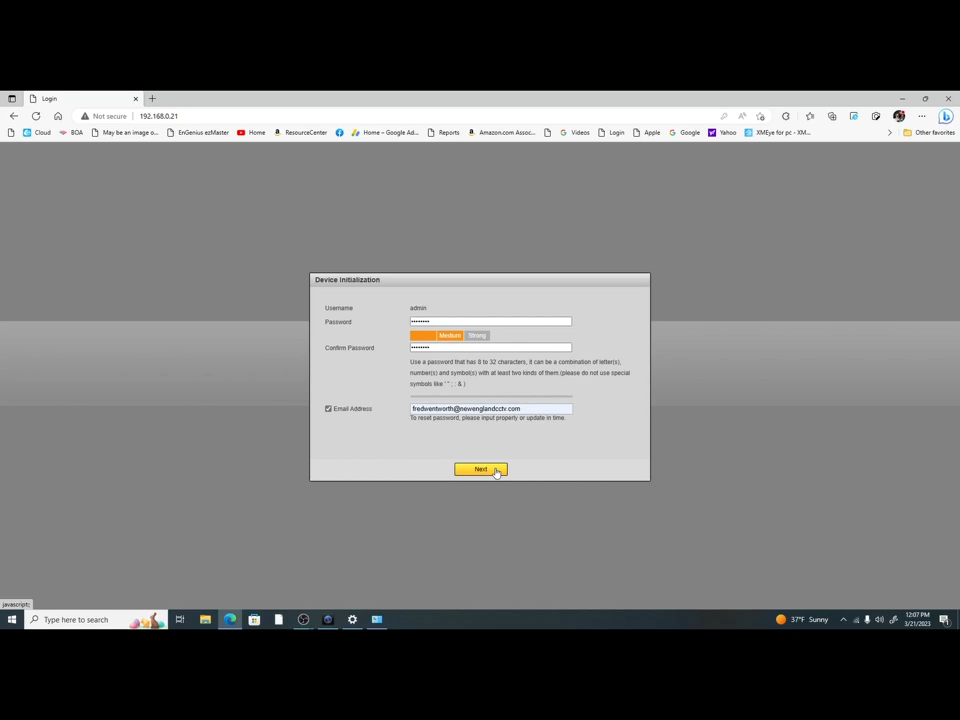 Login
Not secure
192.168.0.21
Cloud
BOA
May be an image o...
EnGenius ezMaster
Home
ResourceCenter
Home – Google Ad...
Reports
Amazon.com Assoc...
Videos
Login
Apple
Google
Yahoo
XMEye for pc - XM...
Other favorites
Device Initialization
Username
admin
Password
••••••••
Medium
Strong
Confirm Password
••••••••
Use a password that has 8 to 32 characters, it can be a combination of letter(s),
number(s) and symbol(s) with at least two kinds of them.(please do not use special
symbols like ' " ; : & )
Email Address
fredwentworth@newenglandcctv.com
To reset password, please input properly or update in time.
Next
javascript:;
Type here to search
37°F Sunny
12:07 PM
3/21/2023